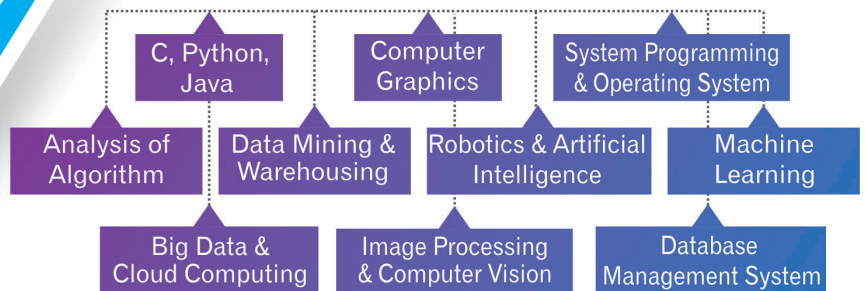 C, Python,
Java
Computer
Graphics
System Programming
& Operating System
Analysis of
Algorithm
Data Mining &
Warehousing
Robotics & Artificial
Intelligence
Machine
Learning
Big Data &
Cloud Computing
Image Processing
& Computer Vision
Database
Management System